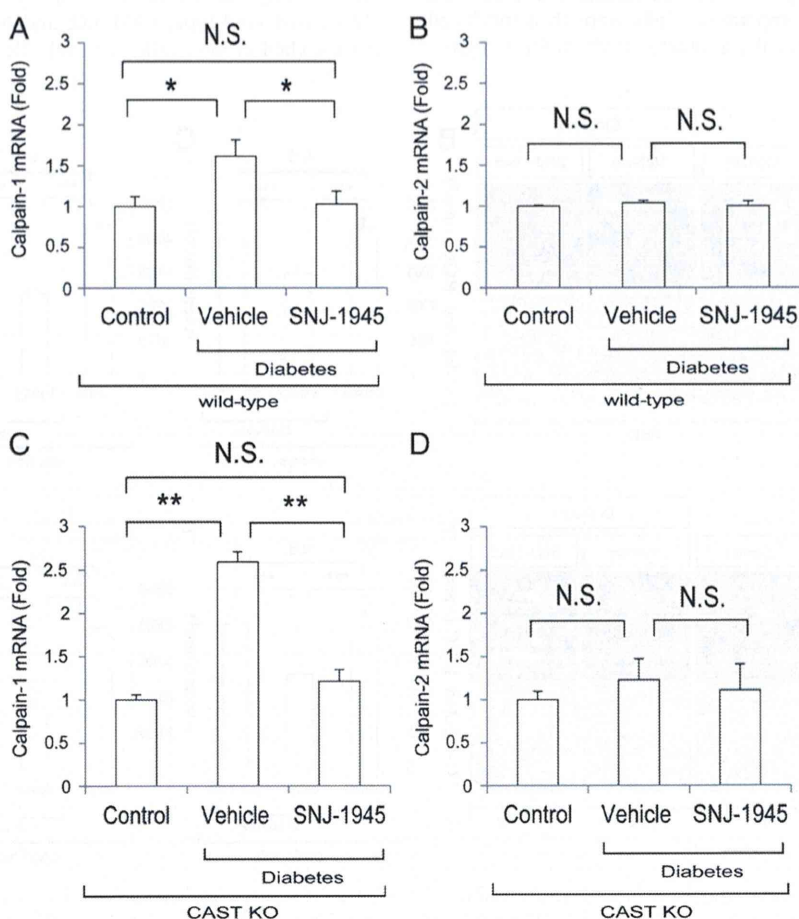 A
N.S.
* *
Calpain-1 mRNA (Fold)
3
2.5
2
1.5
1
0.5
0
Control Vehicle SNJ-1945
Diabetes
wild-type
B
N.S. N.S.
Calpain-2 mRNA (Fold)
3
2.5
2
1.5
1
0.5
0
Control Vehicle SNJ-1945
Diabetes
wild-type
C
N.S.
** **
Calpain-1 mRNA (Fold)
3
2.5
2
1.5
1
0.5
0
Control Vehicle SNJ-1945
Diabetes
CAST KO
D
N.S. N.S.
Calpain-2 mRNA (Fold)
3
2.5
2
1.5
1
0.5
0
Control Vehicle SNJ-1945
Diabetes
CAST KO